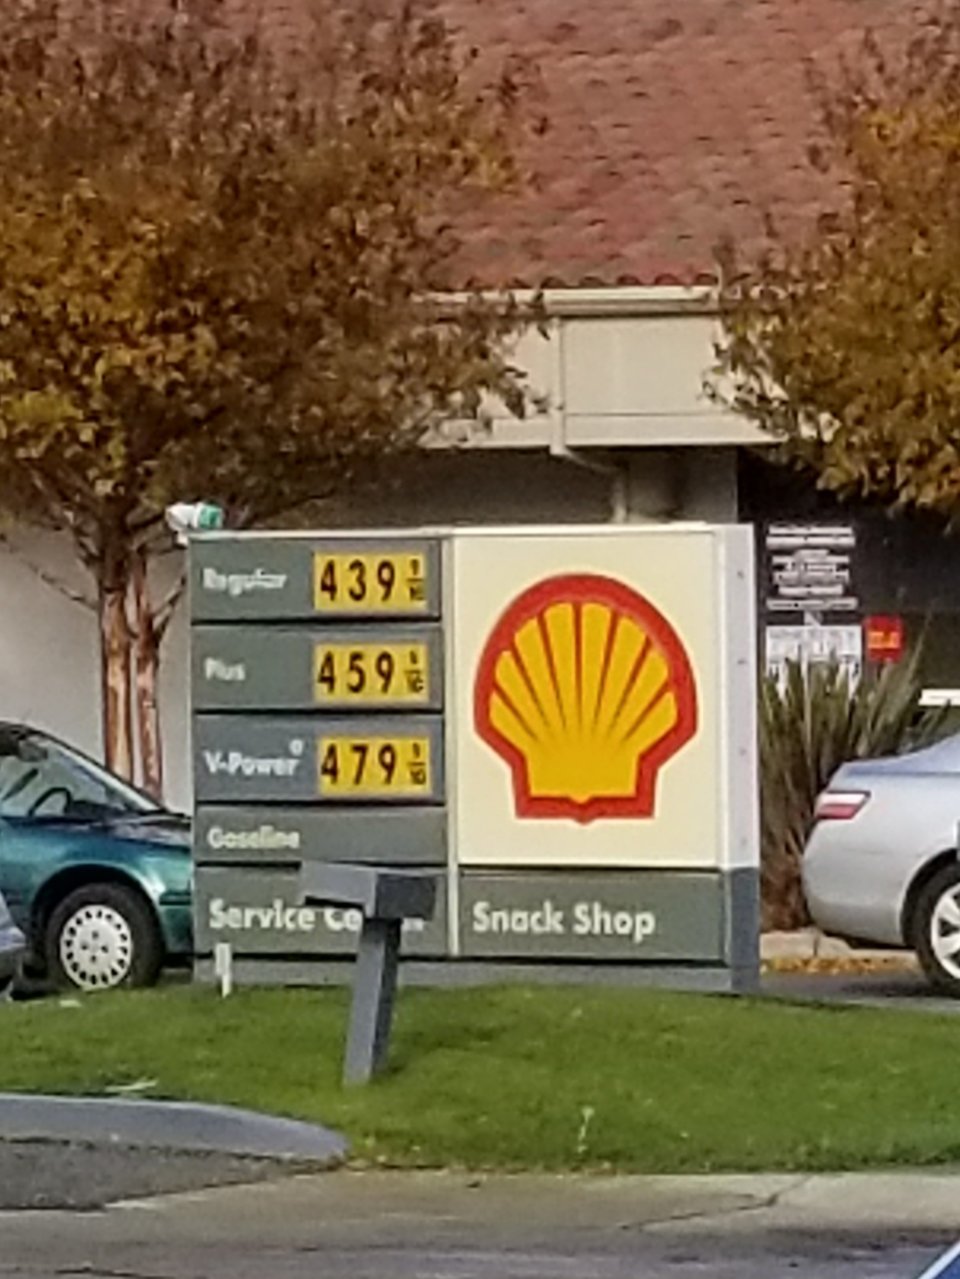 Regular 439 9/10
Plus 459 9/10
V-Power® 479 9/10
Gasoline
Service
Snack Shop